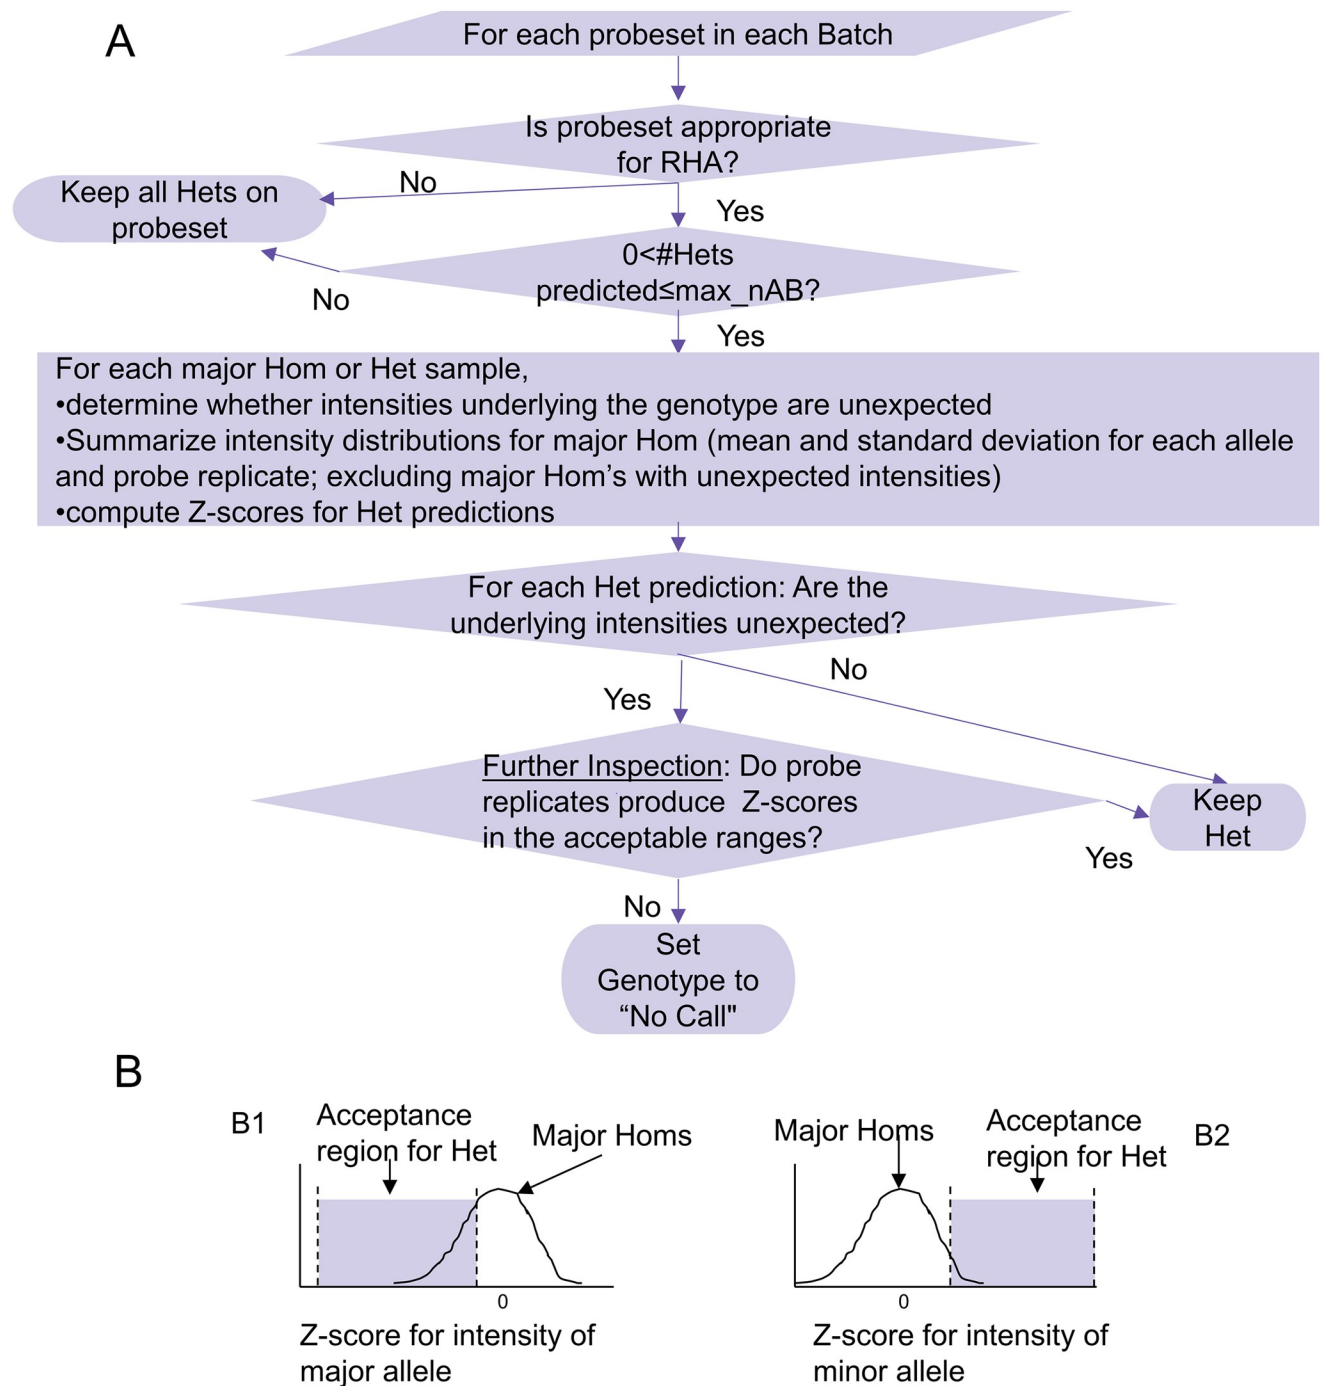 A
For each probeset in each Batch
Is probeset appropriate
for RHA?
No
Keep all Hets on
probeset
Yes
0<#Hets
predicted≤max_nAB?
No
Yes
For each major Hom or Het sample,
•determine whether intensities underlying the genotype are unexpected
•Summarize intensity distributions for major Hom (mean and standard deviation for each allele
and probe replicate; excluding major Hom’s with unexpected intensities)
•compute Z-scores for Het predictions
For each Het prediction: Are the
underlying intensities unexpected?
No
Yes
Further Inspection: Do probe
replicates produce Z-scores
in the acceptable ranges?
Keep
Het
Yes
No
Set
Genotype to
“No Call"
B
B1
Acceptance
region for Het
Major Homs
0
Z-score for intensity of
major allele
Major Homs
Acceptance
region for Het
B2
0
Z-score for intensity of
minor allele